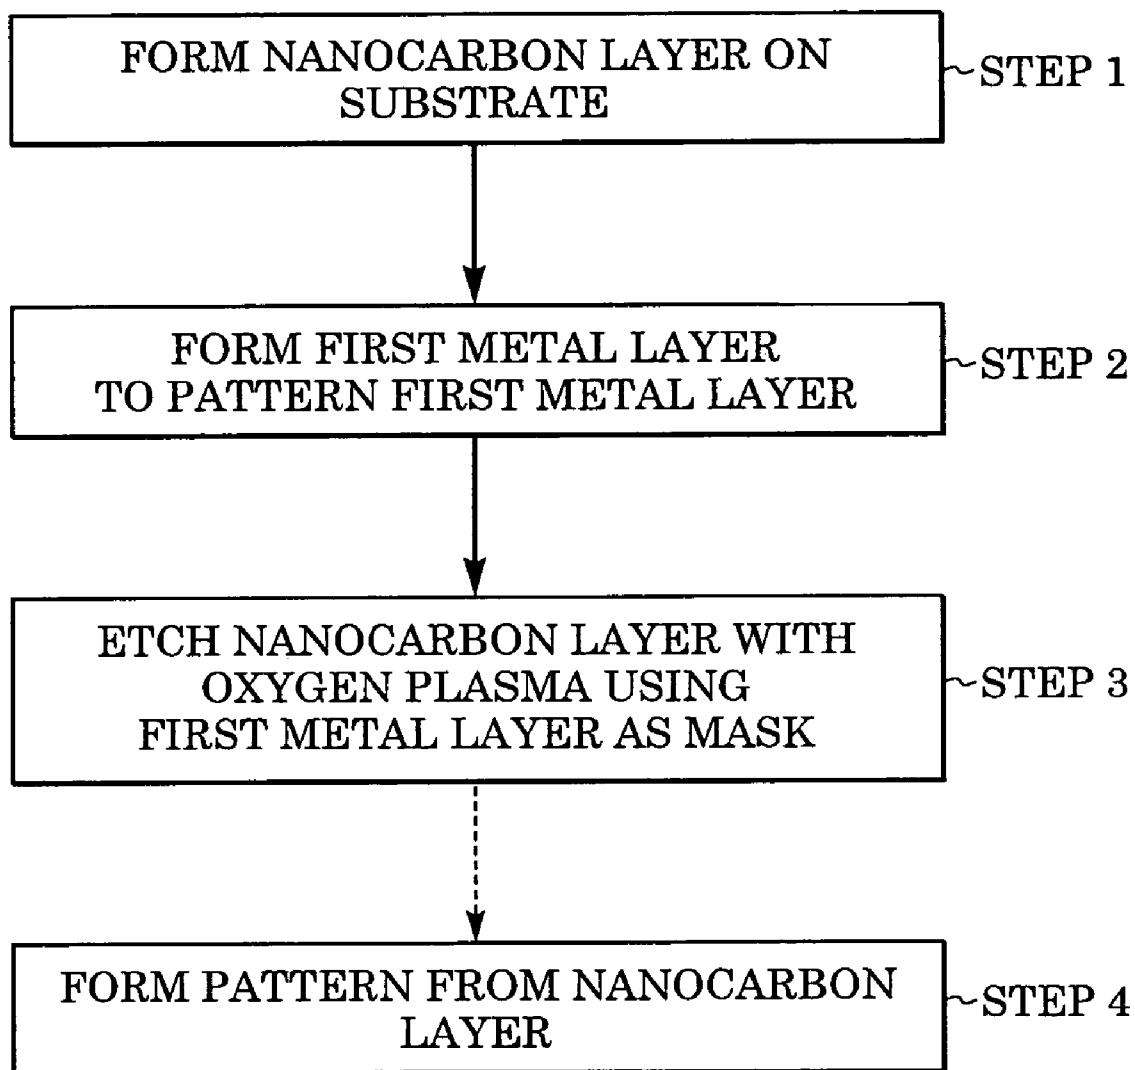 FORM NANOCARBON LAYER ON
SUBSTRATE
STEP 1
FORM FIRST METAL LAYER
TO PATTERN FIRST METAL LAYER
STEP 2
ETCH NANOCARBON LAYER WITH
OXYGEN PLASMA USING
FIRST METAL LAYER AS MASK
STEP 3
FORM PATTERN FROM NANOCARBON
LAYER
STEP 4